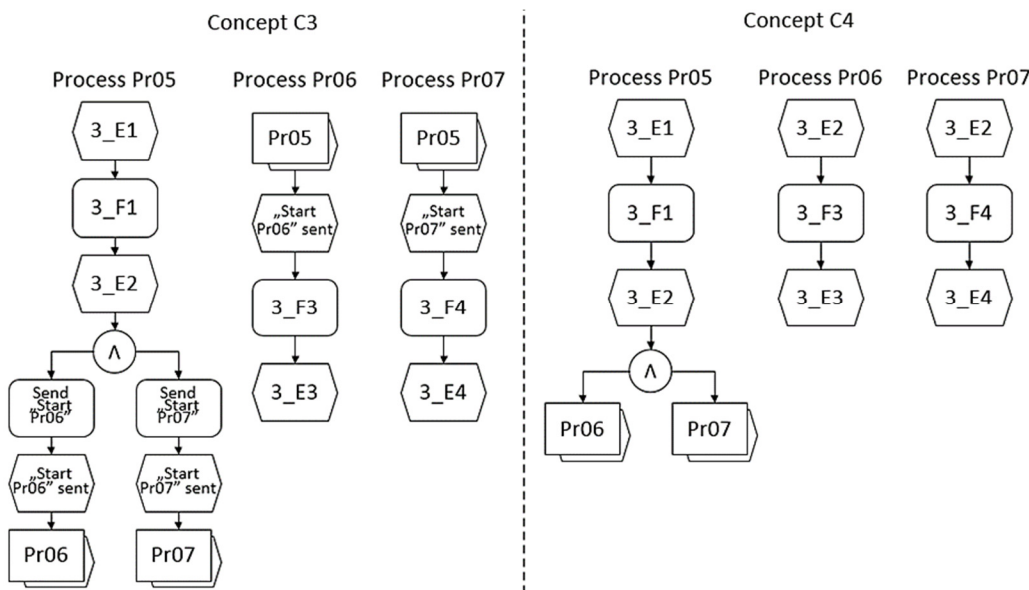 Concept C3
Process Pr05
3_E1
3_F1
3_E2
Λ
Send
„Start
Pr06”
„Start
Pr06” sent
Pr06
Send
„Start
Pr07”
„Start
Pr07” sent
Pr07
Process Pr06
Pr05
„Start
Pr06” sent
3_F3
3_E3
Process Pr07
Pr05
„Start
Pr07” sent
3_F4
3_E4
Concept C4
Process Pr05
3_E1
3_F1
3_E2
Λ
Pr06
Pr07
Process Pr06
3_E2
3_F3
3_E3
Process Pr07
3_E2
3_F4
3_E4